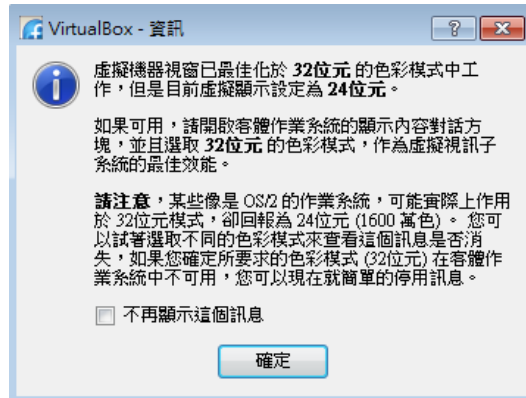 VirtualBox - 資訊
虛擬機器視窗已最佳化於 32位元 的色彩模式中工
作，但是目前虛擬顯示設定為 24位元。
如果可用，請開啟客體作業系統的顯示內容對話方
塊，並且選取 32位元 的色彩模式，作為虛擬視訊子
系統的最佳效能。
請注意，某些像是 OS/2 的作業系統，可能實際上作用
於 32位元模式，卻回報為 24位元 (1600 萬色) 。 您可
以試著選取不同的色彩模式來查看這個訊息是否消
失，如果您確定所要求的色彩模式 (32位元) 在客體作
業系統中不可用，您可以現在就簡單的停用訊息。
不再顯示這個訊息
確定